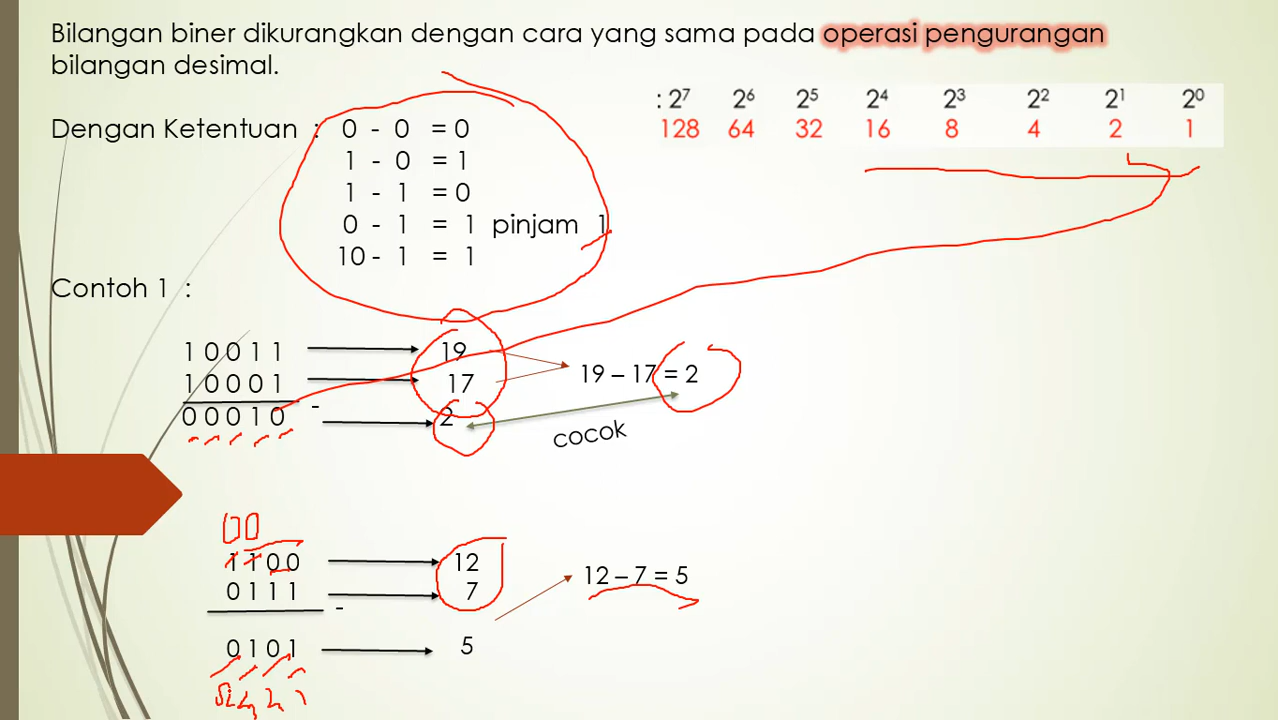 Bilangan biner dikurangkan dengan cara yang sama pada operasi pengurangan
bilangan desimal.
: 2⁷ 2⁶ 2⁵ 2⁴ 2³ 2² 2¹ 2⁰
128 64 32 16 8 4 2 1
Dengan Ketentuan : 0 - 0 = 0
1 - 0 = 1
1 - 1 = 0
0 - 1 = 1 pinjam 1
10 - 1 = 1
Contoh 1 :
1 0 0 1 1 19
1 0 0 0 1 17 19 – 17 = 2
0 0 0 1 0 - 2
cocok
0 0
1 1 0 0 12
0 1 1 1 7 12 – 7 = 5
-
0 1 0 1 5